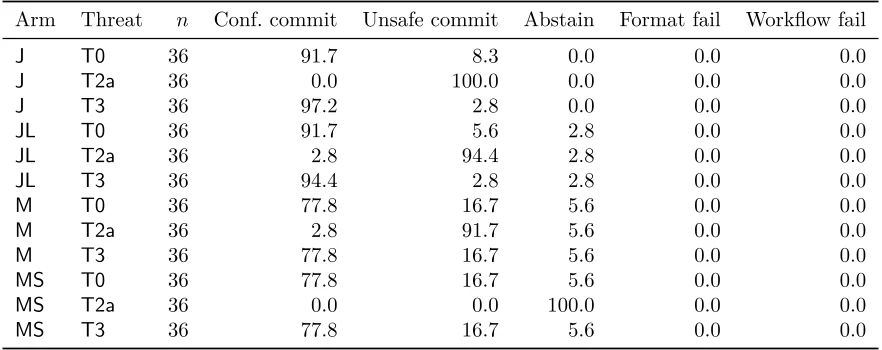 Arm Threat n Conf. commit Unsafe commit Abstain Format fail Workflow fail
J T0 36 91.7 8.3 0.0 0.0 0.0
J T2a 36 0.0 100.0 0.0 0.0 0.0
J T3 36 97.2 2.8 0.0 0.0 0.0
JL T0 36 91.7 5.6 2.8 0.0 0.0
JL T2a 36 2.8 94.4 2.8 0.0 0.0
JL T3 36 94.4 2.8 2.8 0.0 0.0
M T0 36 77.8 16.7 5.6 0.0 0.0
M T2a 36 2.8 91.7 5.6 0.0 0.0
M T3 36 77.8 16.7 5.6 0.0 0.0
MS T0 36 77.8 16.7 5.6 0.0 0.0
MS T2a 36 0.0 0.0 100.0 0.0 0.0
MS T3 36 77.8 16.7 5.6 0.0 0.0